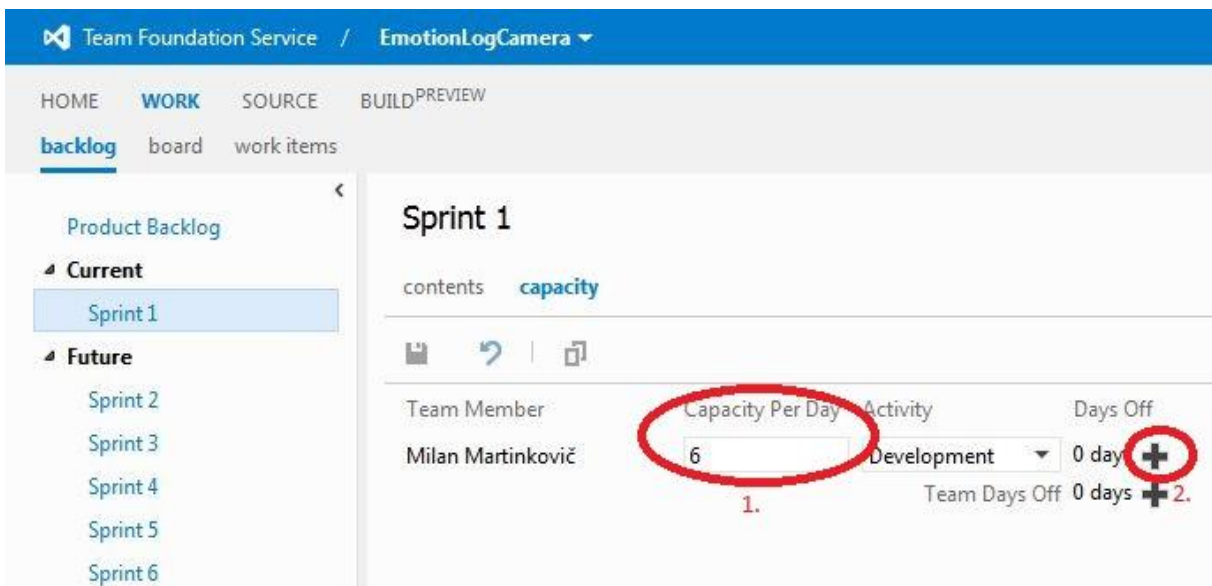 Team Foundation Service / EmotionLogCamera
HOME WORK SOURCE BUILD PREVIEW
backlog board work items
Product Backlog
Current
Sprint 1
Future
Sprint 2
Sprint 3
Sprint 4
Sprint 5
Sprint 6
Sprint 1
contents capacity
Team Member Capacity Per Day Activity Days Off
Milan Martinkovič 6 Development 0 day
Team Days Off 0 days
1. 2.